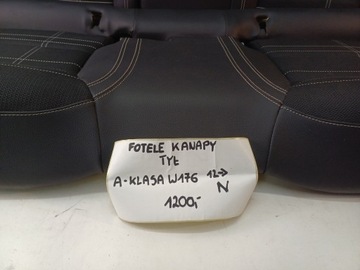 FOTELE KANAPY
TYŁ
A-KLASA W176 12->
N
1200,-